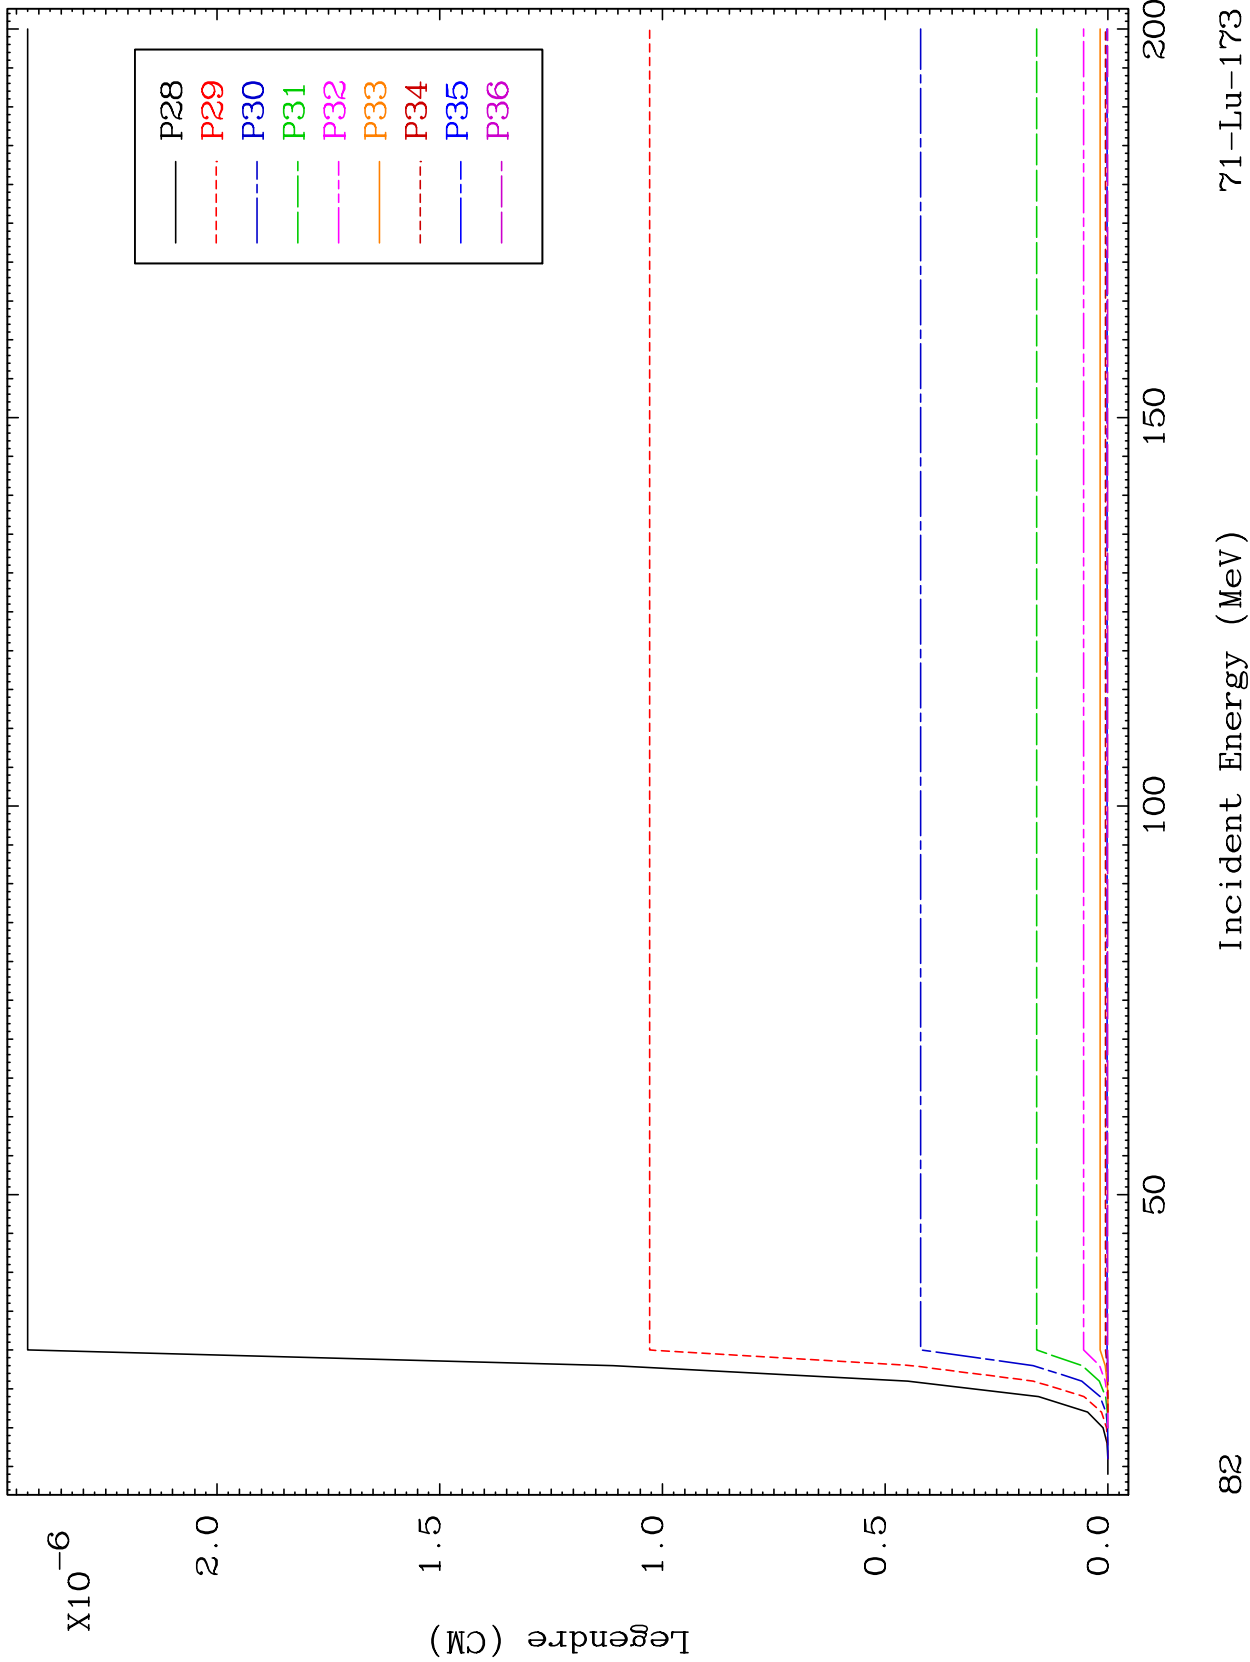 X10-6
2.0
1.5
1.0
0.5
0.0
Legendre (CM)
P28
P29
P30
P31
P32
P33
P34
P35
P36
50
100
150
200
82
Incident Energy (MeV)
71-Lu-173